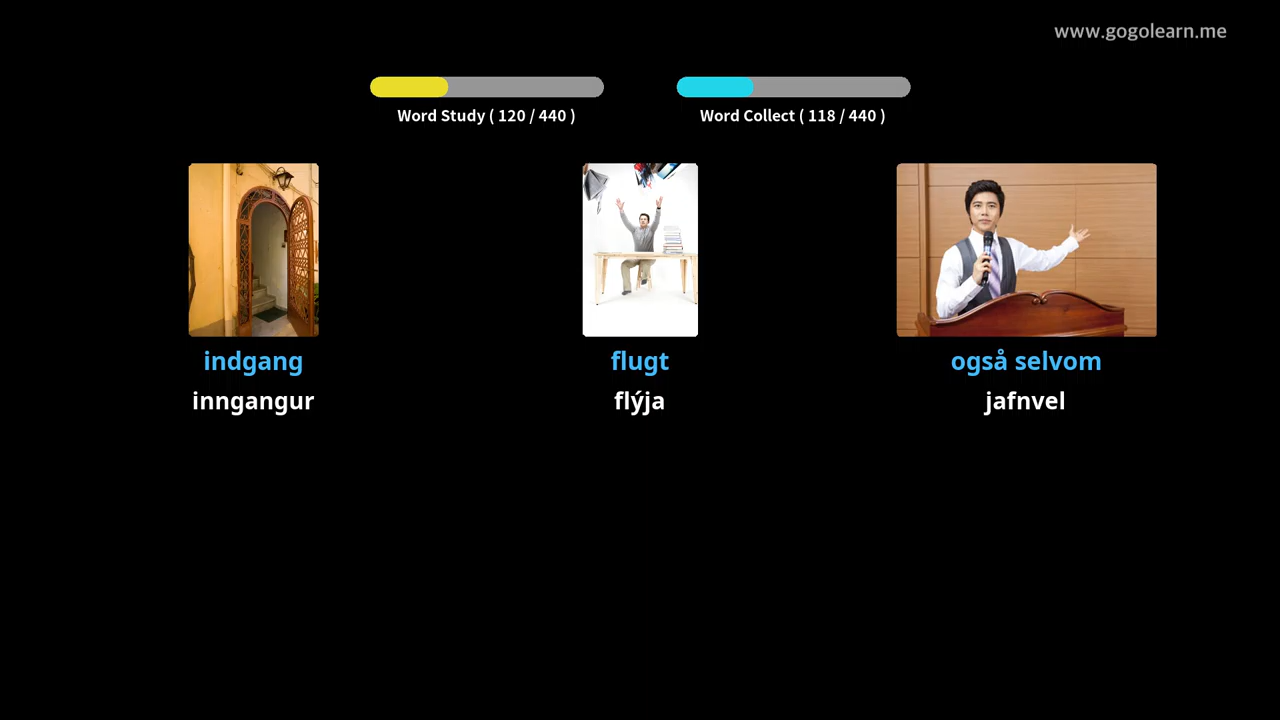 www.gogolearn.me
Word Study ( 120 / 440 )
Word Collect ( 118 / 440 )
indgang
inngangur
flugt
flýja
også selvom
jafnvel